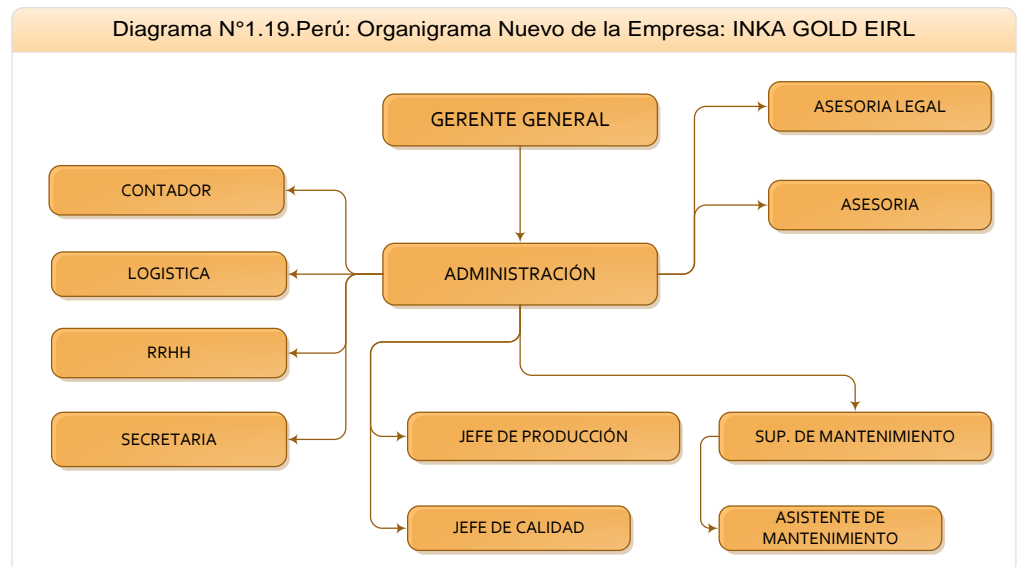 Diagrama N°1.19.Perú: Organigrama Nuevo de la Empresa: INKA GOLD EIRL
GERENTE GENERAL
ASESORIA LEGAL
CONTADOR
ASESORIA
LOGISTICA
ADMINISTRACIÓN
RRHH
SECRETARIA
JEFE DE PRODUCCIÓN
SUP. DE MANTENIMIENTO
JEFE DE CALIDAD
ASISTENTE DE
MANTENIMIENTO